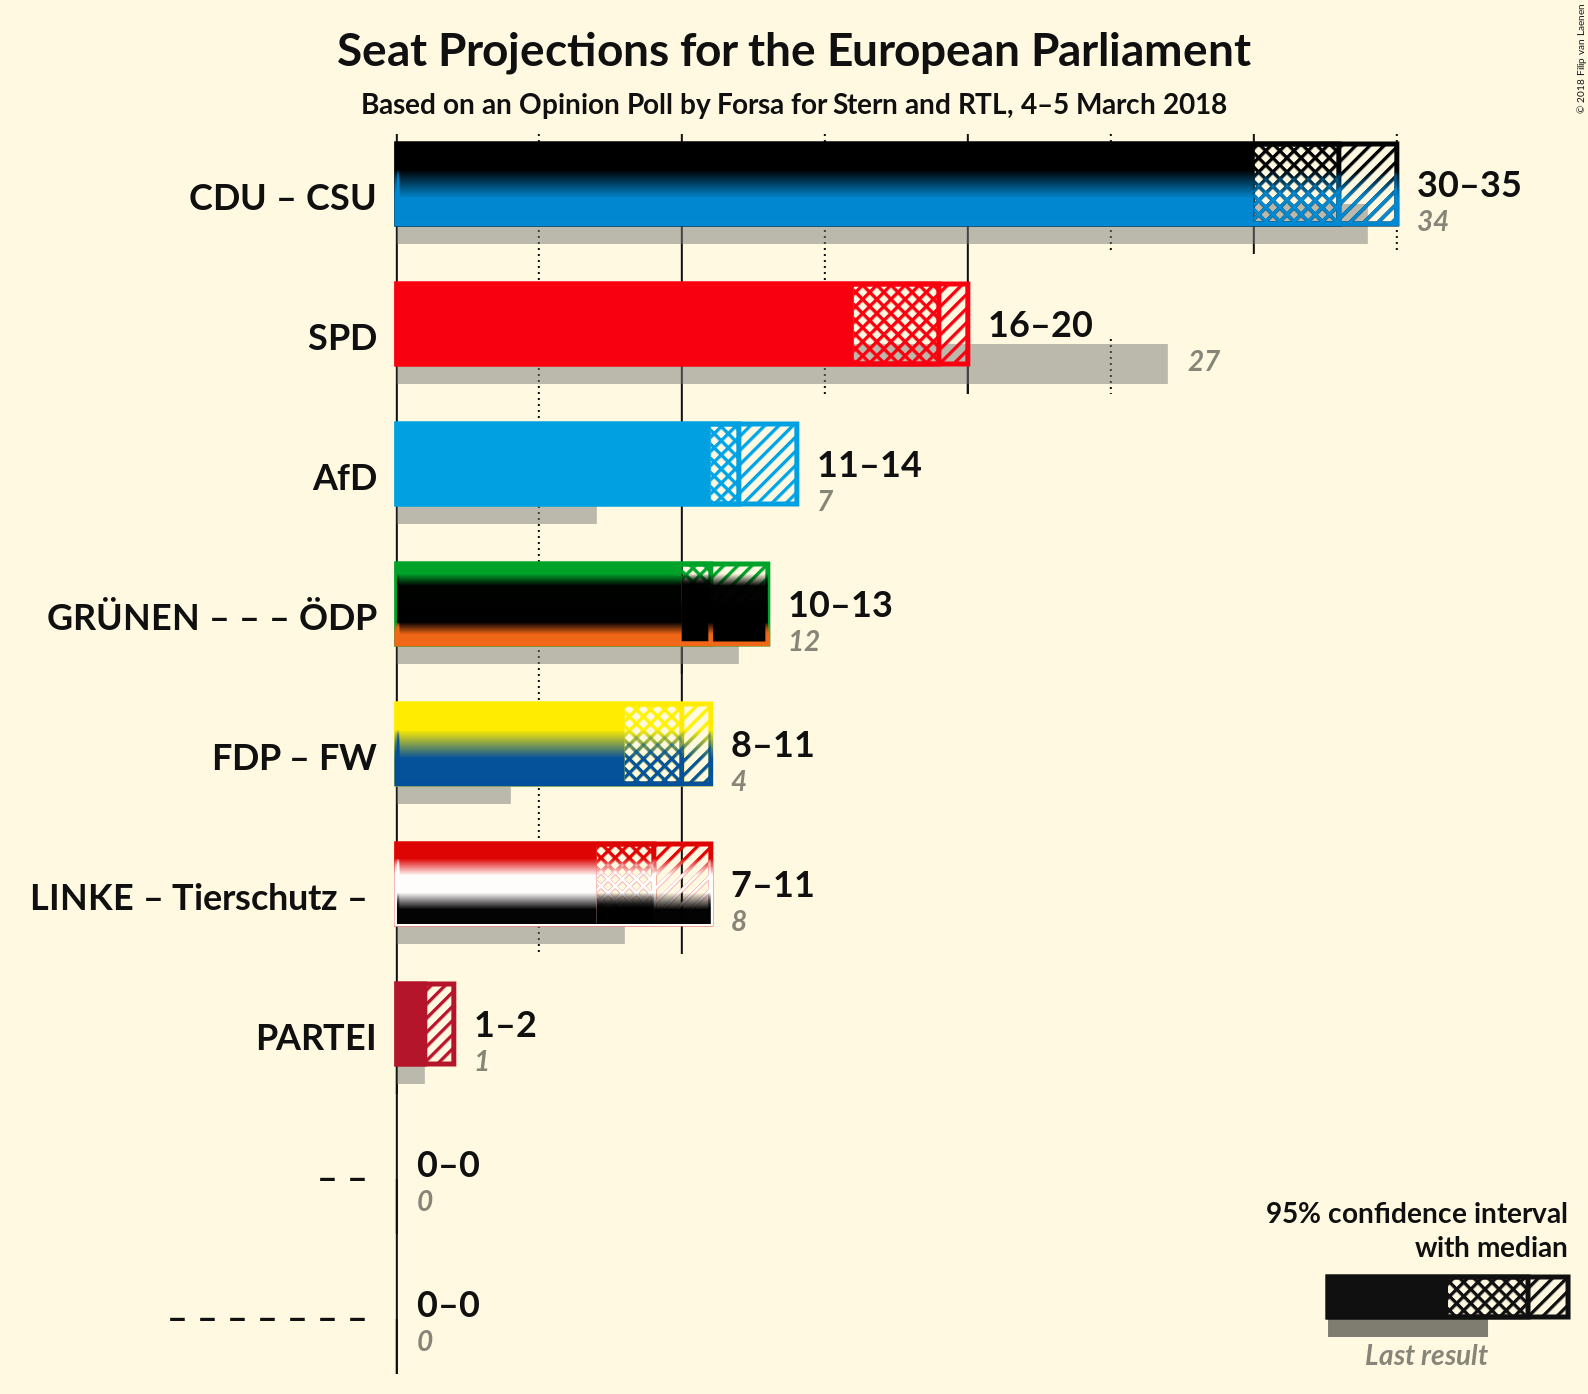 Seat Projections for the European Parliament
Based on an Opinion Poll by Forsa for Stern and RTL, 4–5 March 2018
© 2018 Filip van Laenen
CDU – CSU
30–35
34
SPD
16–20
27
AfD
11–14
7
GRÜNEN – – – ÖDP
10–13
12
FDP – FW
8–11
4
LINKE – Tierschutz –
7–11
8
PARTEI
1–2
1
– –
0–0
0
– – – – – – –
0–0
0
95% confidence interval
with median
Last result